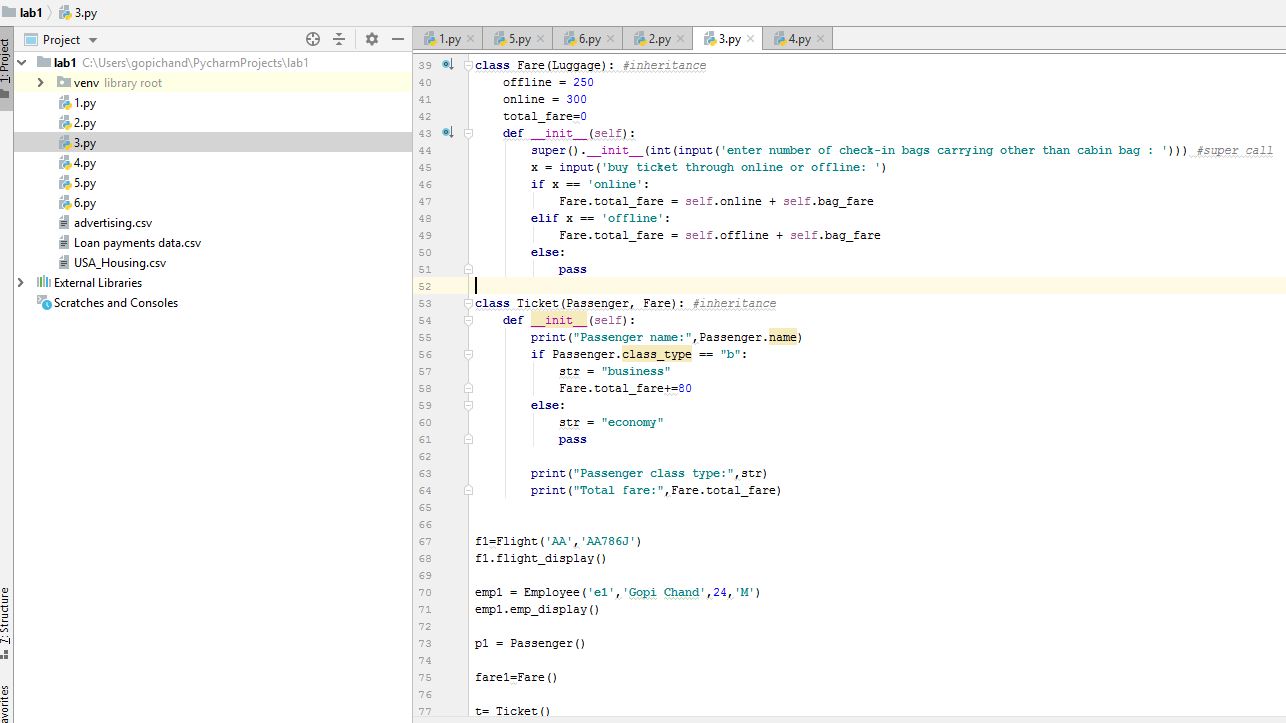 lab1 3.py
1: Project
Project
1.py 5.py 6.py 2.py 3.py 4.py
lab1 C:\Users\gopichand\PycharmProjects\lab1
venv library root
1.py
2.py
3.py
4.py
5.py
6.py
advertising.csv
Loan payments data.csv
USA_Housing.csv
External Libraries
Scratches and Consoles
7: Structure
avorites
39 class Fare(Luggage): #inheritance
40     offline = 250
41     online = 300
42     total_fare=0
43     def __init__(self):
44         super().__init__(int(input('enter number of check-in bags carrying other than cabin bag : '))) #super call
45         x = input('buy ticket through online or offline: ')
46         if x == 'online':
47             Fare.total_fare = self.online + self.bag_fare
48         elif x == 'offline':
49             Fare.total_fare = self.offline + self.bag_fare
50         else:
51             pass
52
53 class Ticket(Passenger, Fare): #inheritance
54     def __init__(self):
55         print("Passenger name:",Passenger.name)
56         if Passenger.class_type == "b":
57             str = "business"
58             Fare.total_fare+=80
59         else:
60             str = "economy"
61             pass
62
63         print("Passenger class type:",str)
64         print("Total fare:",Fare.total_fare)
65
66
67 f1=Flight('AA','AA786J')
68 f1.flight_display()
69
70 emp1 = Employee('e1','Gopi Chand',24,'M')
71 emp1.emp_display()
72
73 p1 = Passenger()
74
75 fare1=Fare()
76
77 t= Ticket()